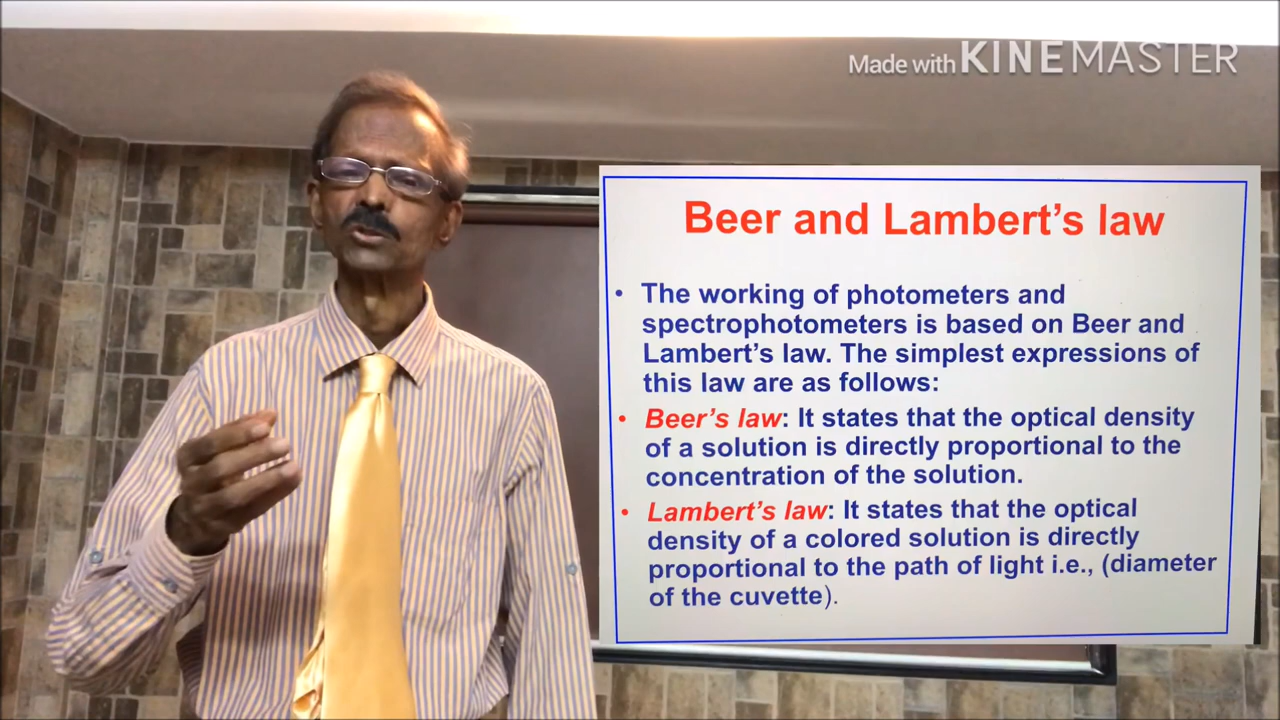 Made with KINEMASTER
Beer and Lambert's law
• The working of photometers and
spectrophotometers is based on Beer and
Lambert's law. The simplest expressions of
this law are as follows:
• Beer's law: It states that the optical density
of a solution is directly proportional to the
concentration of the solution.
• Lambert's law: It states that the optical
density of a colored solution is directly
proportional to the path of light i.e., (diameter
of the cuvette).